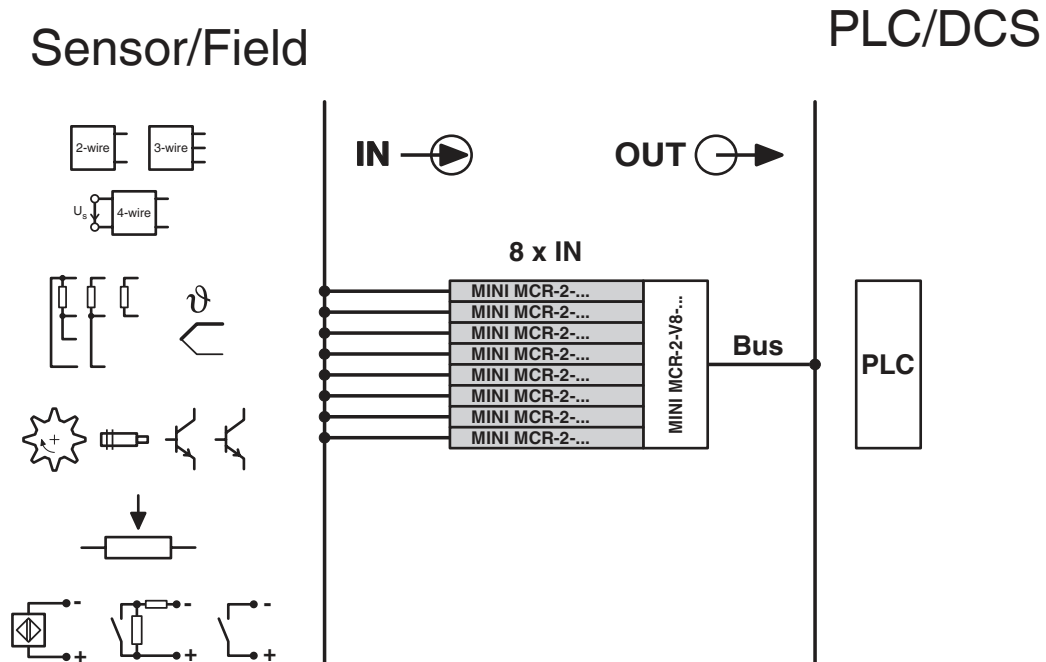 Sensor/Field
PLC/DCS
2-wire
3-wire
IN
OUT
Us
4-wire
8 x IN
MINI MCR-2-...
MINI MCR-2-...
MINI MCR-2-...
MINI MCR-2-...
MINI MCR-2-...
MINI MCR-2-...
MINI MCR-2-...
MINI MCR-2-...
MINI MCR-2-V8-...
Bus
PLC
ϑ
+
-
-
-
+
+
+